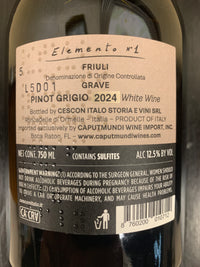 Elemento n°1
5.
L5D01
FRIULI
Denominazione di Origine Controllata
GRAVE
PINOT GRIGIO 2024 White Wine
Bottled by CESCON ITALO STORIA E VINI SRL
di Ormelle - Italia - PRODUCT OF ITALY
Imported exclusively by CAPUTMUNDI WINE IMPORT, INC.
Boca Raton, FL - www.caputmundiwines.com
NET CONT. 750 ML
CONTAINS SULFITES
ALC 12.5% BY VOL
GOVERNMENT WARNING: (1) ACCORDING TO THE SURGEON GENERAL, WOMEN SHOULD
NOT DRINK ALCOHOLIC BEVERAGES DURING PREGNANCY BECAUSE OF THE RISK OF
BIRTH DEFECTS. (2) CONSUMPTION OF ALCOHOLIC BEVERAGES IMPAIRS YOUR ABILITY
TO DRIVE A CAR OR OPERATE MACHINERY, AND MAY CAUSE HEALTH PROBLEMS.
CA CRV